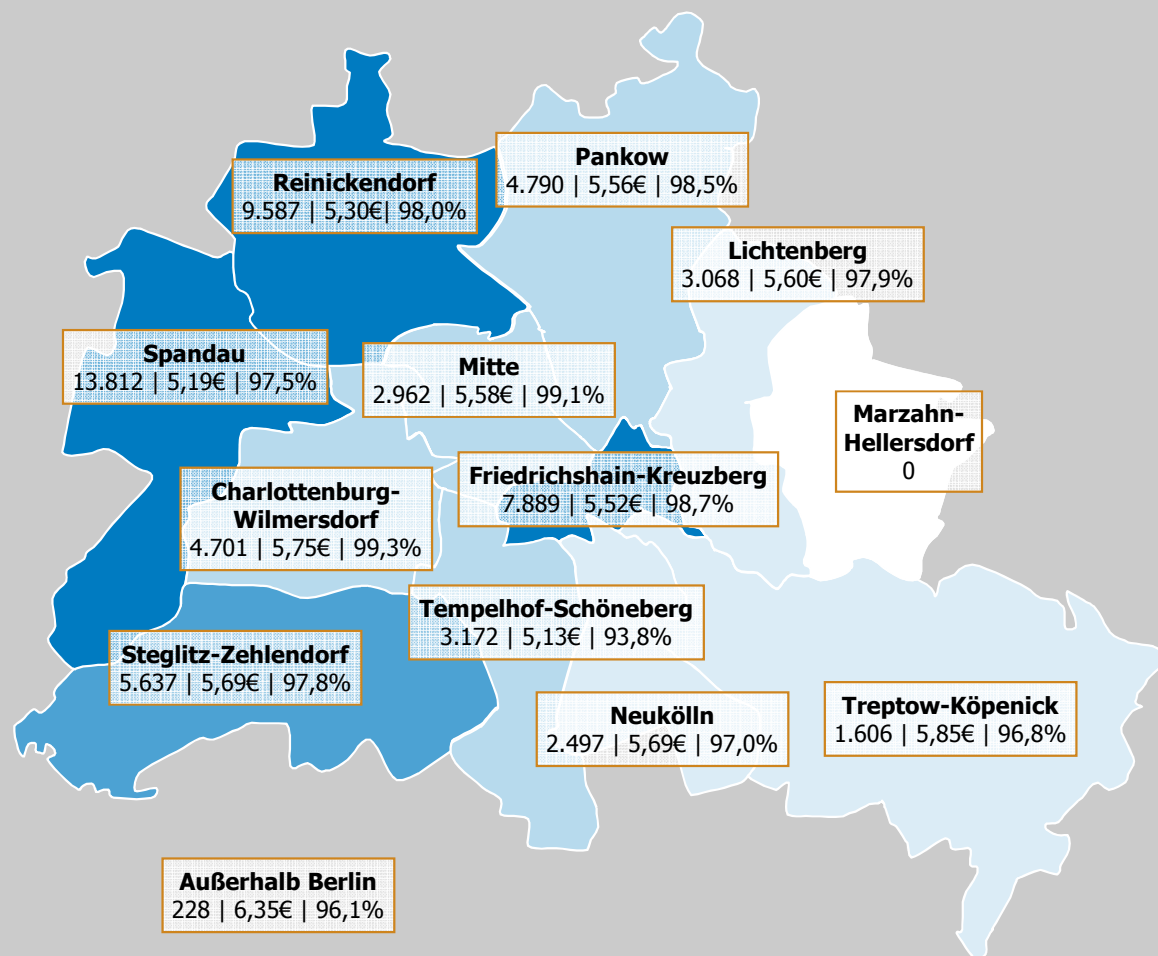 Pankow
4.790 | 5,56€ | 98,5%
Reinickendorf
9.587 | 5,30€| 98,0%
Lichtenberg
3.068 | 5,60€ | 97,9%
Spandau
13.812 | 5,19€ | 97,5%
Mitte
2.962 | 5,58€ | 99,1%
Marzahn-
Hellersdorf
0
Friedrichshain-Kreuzberg
7.889 | 5,52€ | 98,7%
Charlottenburg-
Wilmersdorf
4.701 | 5,75€ | 99,3%
Tempelhof-Schöneberg
3.172 | 5,13€ | 93,8%
Steglitz-Zehlendorf
5.637 | 5,69€ | 97,8%
Neukölln
2.497 | 5,69€ | 97,0%
Treptow-Köpenick
1.606 | 5,85€ | 96,8%
Außerhalb Berlin
228 | 6,35€ | 96,1%